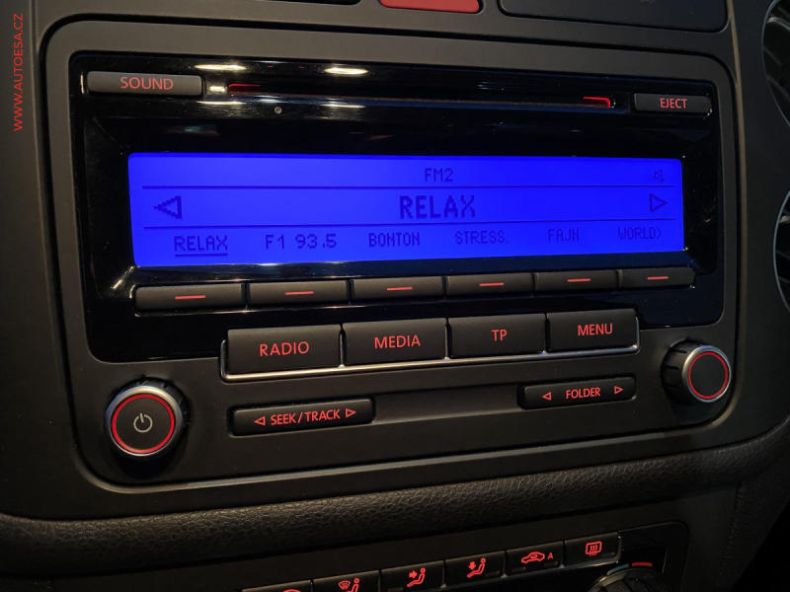 WWW.AUTOESA.CZ
SOUND
EJECT
FM2
RELAX
RELAX F1 93.5 BONTON STRESS. FAJN WORLD>
RADIO MEDIA TP MENU
SEEK/TRACK FOLDER
A